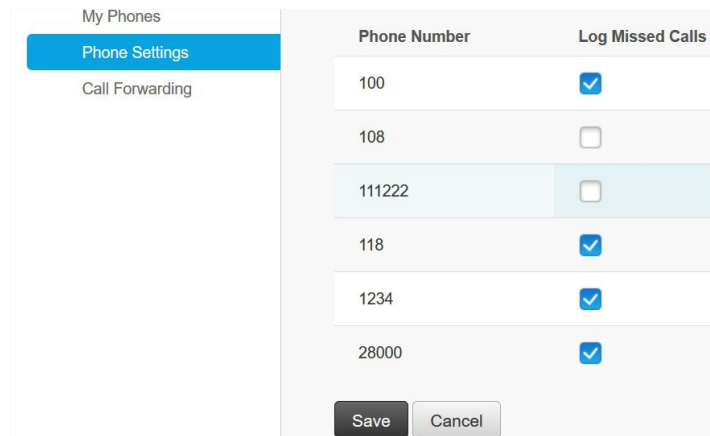 My Phones
Phone Settings
Call Forwarding
Phone Number Log Missed Calls
100
108
111222
118
1234
28000
Save Cancel